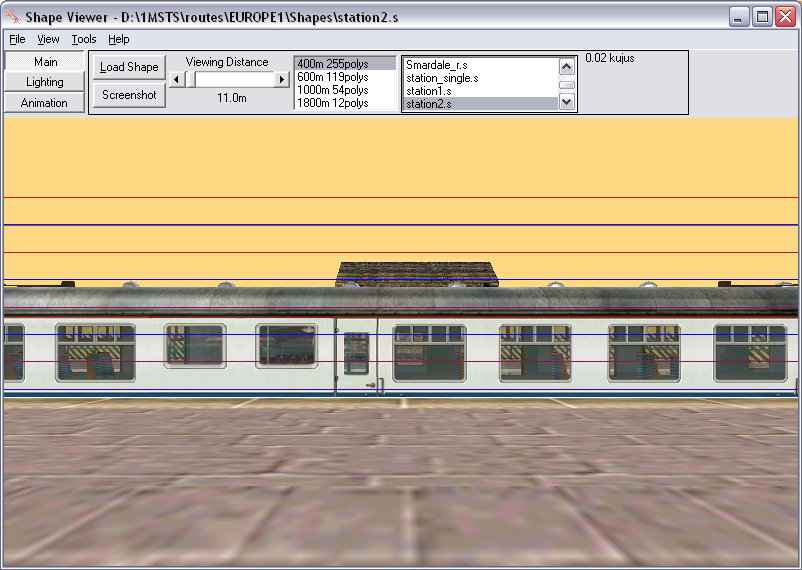 Shape Viewer - D:\1MSTS\routes\EUROPE1\Shapes\station2.s
File View Tools Help
Main
Lighting
Animation
Load Shape
Screenshot
Viewing Distance
11.0m
400m 255polys
600m 119polys
1000m 54polys
1800m 12polys
Smardale_r.s
station_single.s
station1.s
station2.s
0.02 kujus